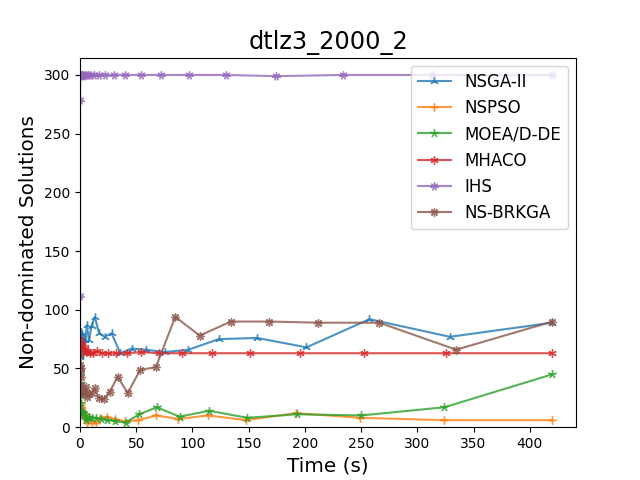 dtlz3_2000_2
Non-dominated Solutions
300
250
200
150
100
50
0
NSGA-II
NSPSO
MOEA/D-DE
MHACO
IHS
NS-BRKGA
0 50 100 150 200 250 300 350 400
Time (s)